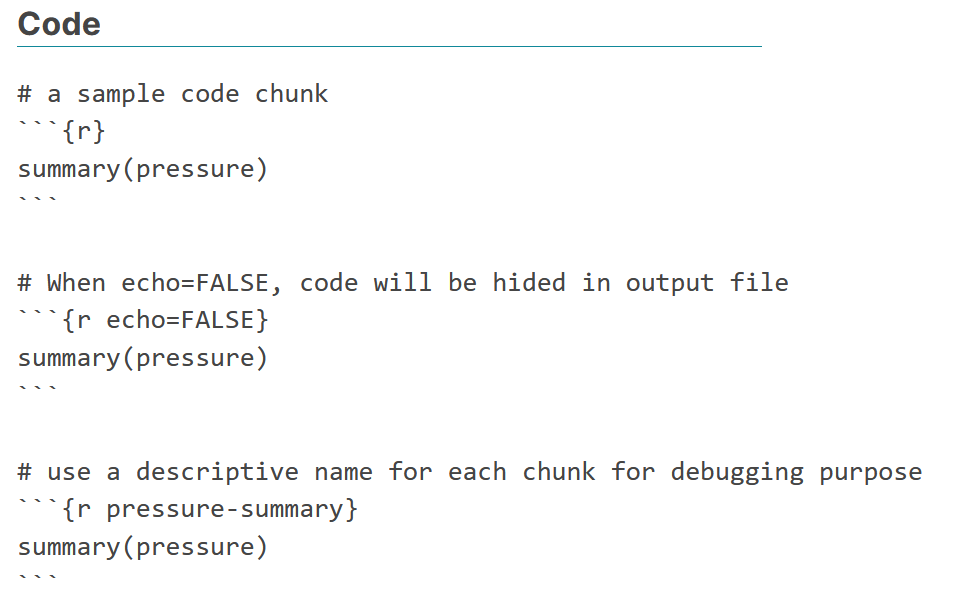 Code
# a sample code chunk
```{r}
summary(pressure)
```
# When echo=FALSE, code will be hided in output file
```{r echo=FALSE}
summary(pressure)
```
# use a descriptive name for each chunk for debugging purpose
```{r pressure-summary}
summary(pressure)
```